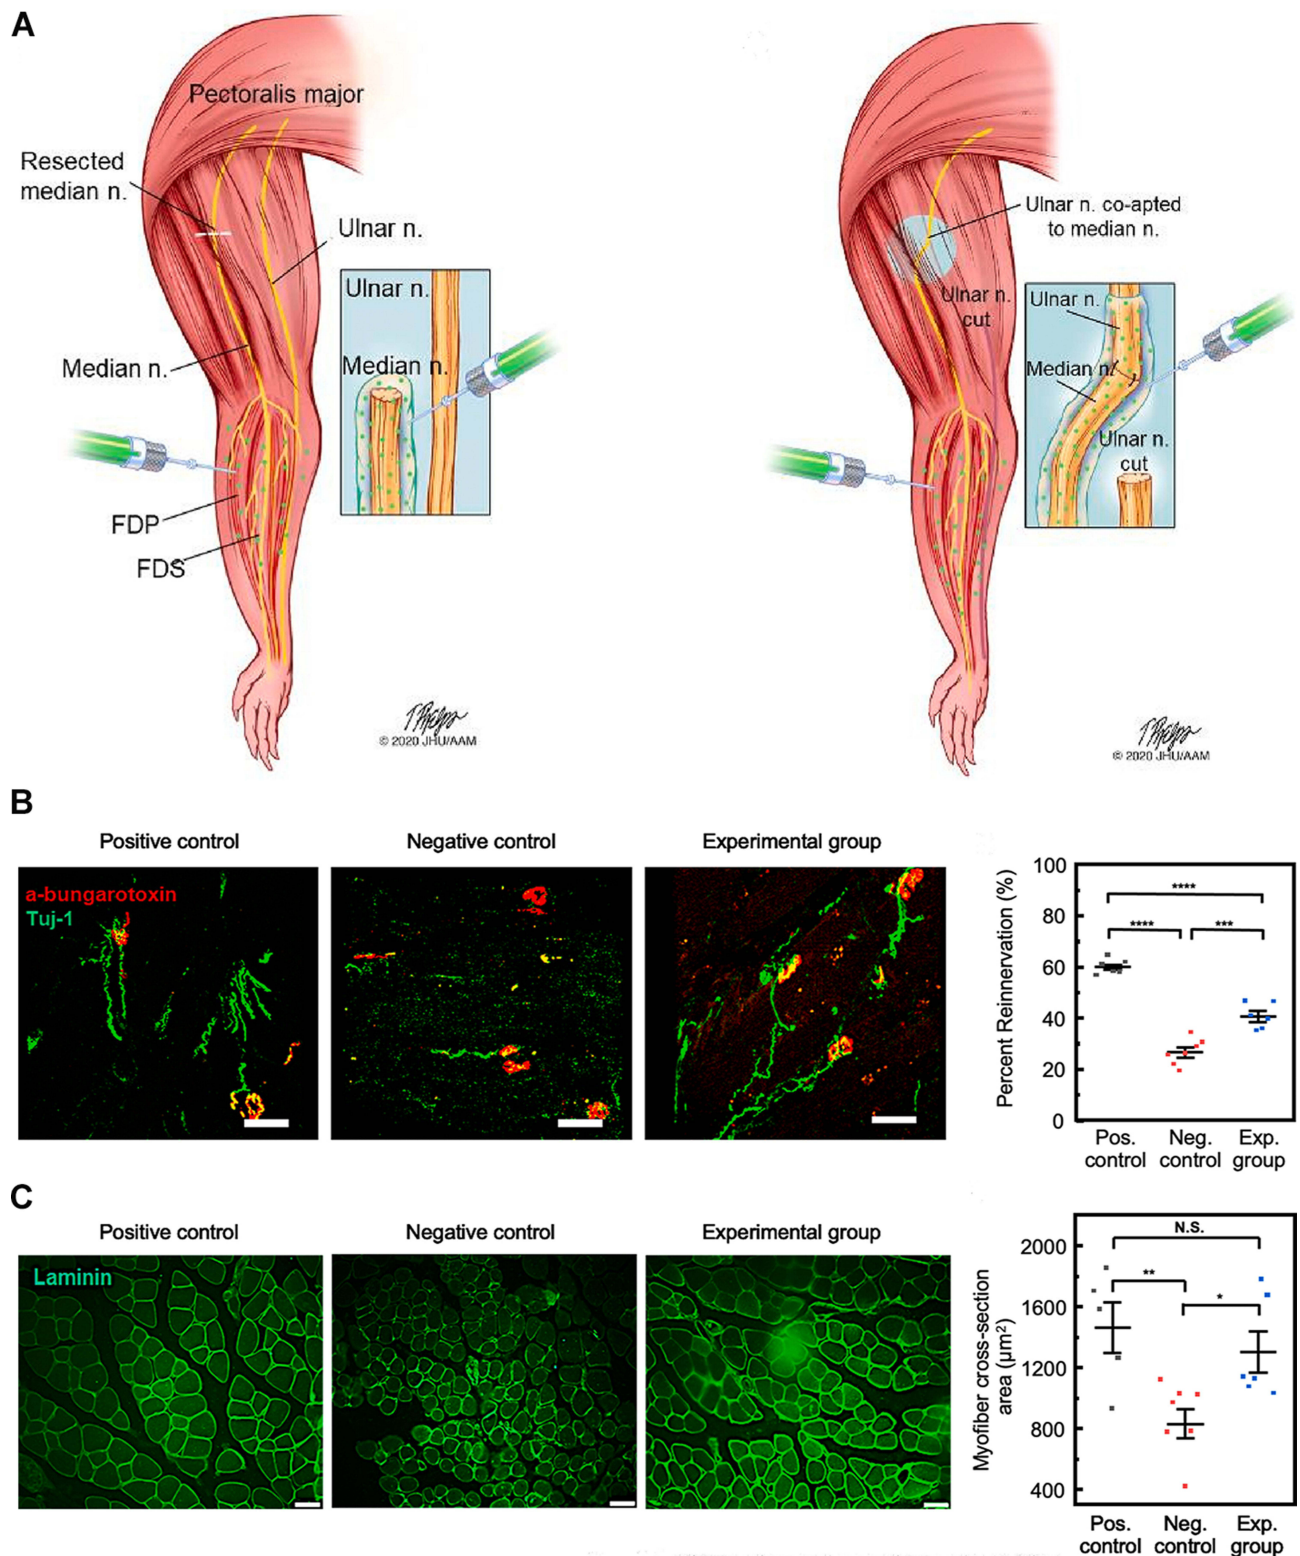 A
Pectoralis major
Resected
median n.
Ulnar n.
Ulnar n.
Median n.
Median n.
FDP
FDS
© 2020 JHU/AAM
Ulnar n. co-apted
to median n.
Ulnar n.
cut
Ulnar n.
Median n.
Ulnar n.
cut
© 2020 JHU/AAM
B
Positive control
Negative control
Experimental group
a-bungarotoxin
Tuj-1
Percent Reinnervation (%)
100
80
60
40
20
0
****
****
***
Pos.
control
Neg.
control
Exp.
group
C
Positive control
Negative control
Experimental group
Laminin
Myofiber cross-section
area (µm²)
2000
1600
1200
800
400
N.S.
**
*
Pos.
control
Neg.
control
Exp.
group